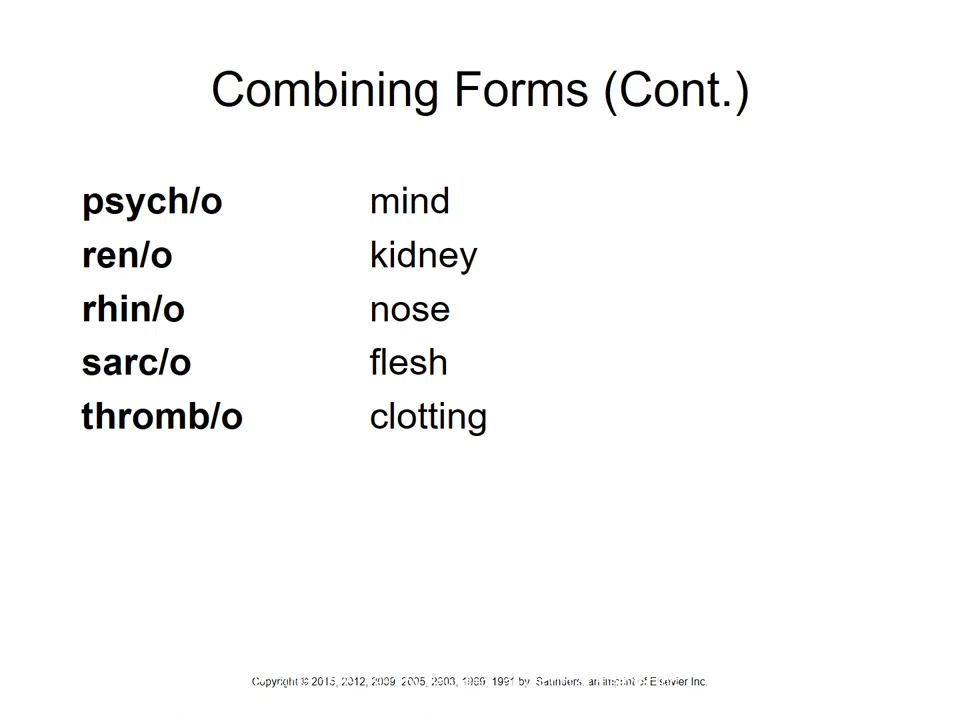 Combining Forms (Cont.)
psych/o mind
ren/o kidney
rhin/o nose
sarc/o flesh
thromb/o clotting
Copyright © 2015, 2012, 2009, 2005, 2003, 1999, 1991 by Saunders, an imprint of Elsevier Inc.